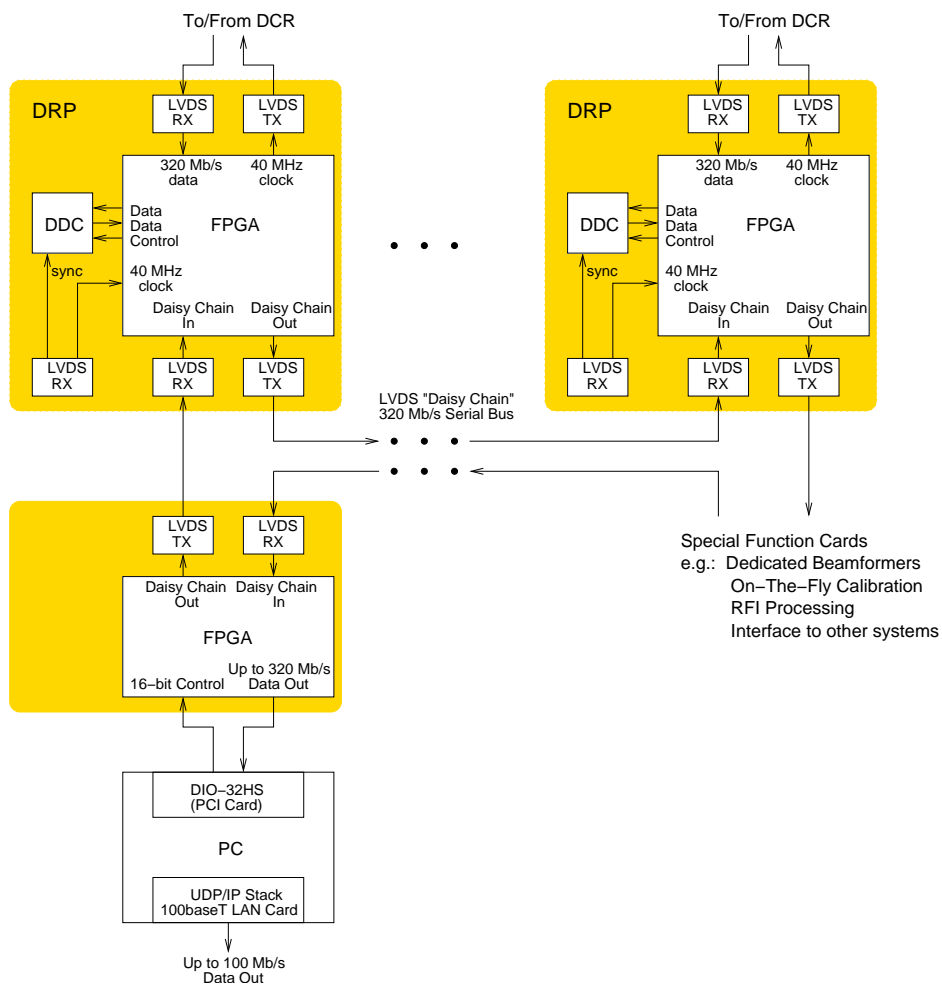 To/From DCR
To/From DCR
DRP
LVDS
RX
LVDS
TX
320 Mb/s
data
40 MHz
clock
DDC
Data
Data
Control
FPGA
sync
40 MHz
clock
Daisy Chain
In
Daisy Chain
Out
LVDS
RX
LVDS
RX
LVDS
TX
DRP
LVDS
RX
LVDS
TX
320 Mb/s
data
40 MHz
clock
DDC
Data
Data
Control
FPGA
sync
40 MHz
clock
Daisy Chain
In
Daisy Chain
Out
LVDS
RX
LVDS
RX
LVDS
TX
LVDS "Daisy Chain"
320 Mb/s Serial Bus
LVDS
TX
LVDS
RX
Daisy Chain
Out
Daisy Chain
In
FPGA
16−bit Control
Up to 320 Mb/s
Data Out
Special Function Cards
e.g.: Dedicated Beamformers
On−The−Fly Calibration
RFI Processing
Interface to other systems
DIO−32HS
(PCI Card)
PC
UDP/IP Stack
100baseT LAN Card
Up to 100 Mb/s
Data Out